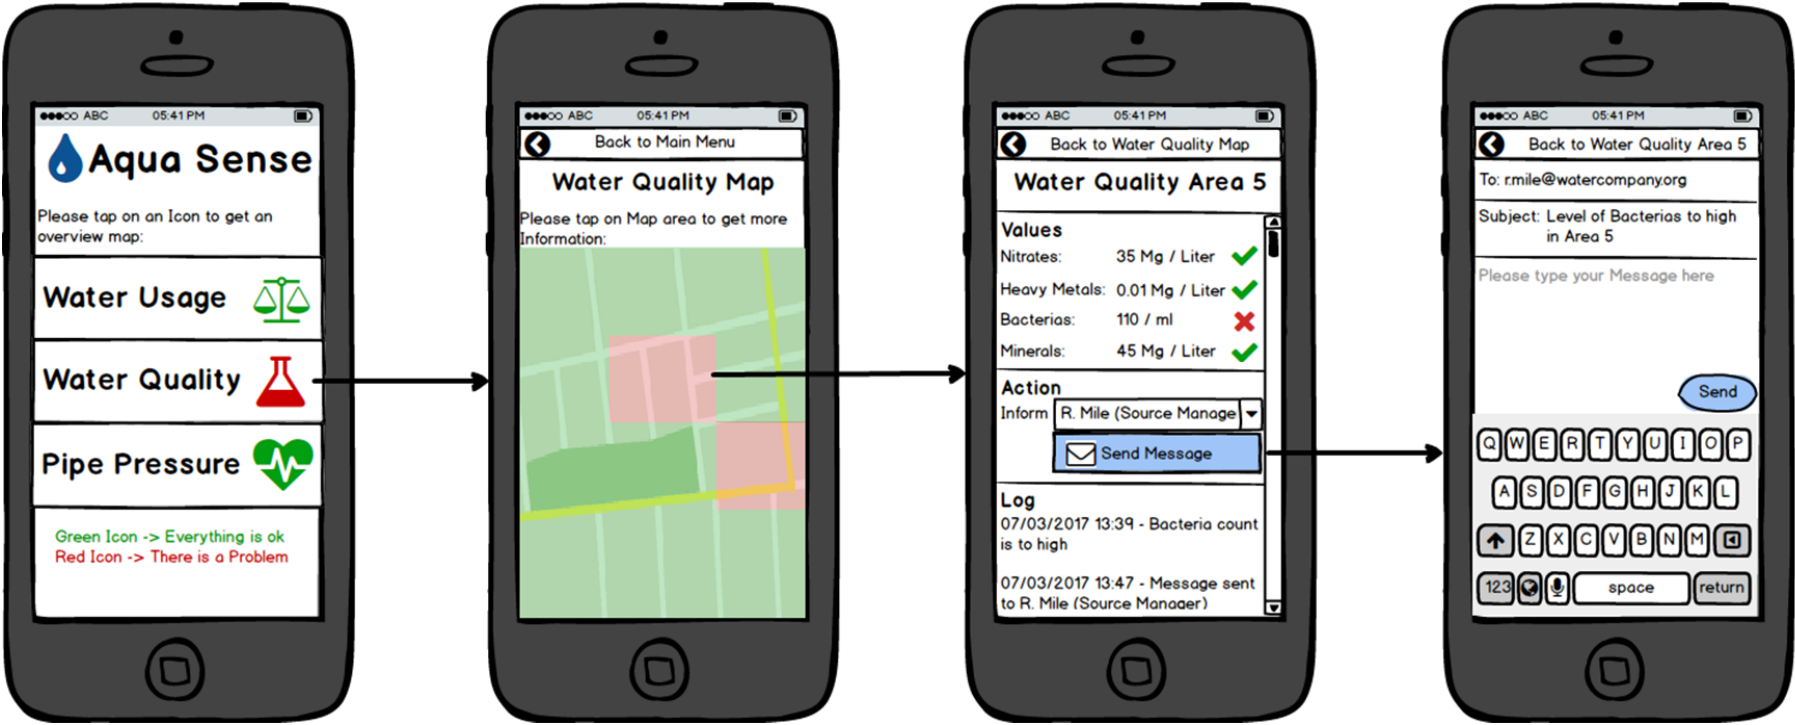 ABC 05:41 PM
Aqua Sense
Please tap on an Icon to get an
overview map:
Water Usage
Water Quality
Pipe Pressure
Green Icon -> Everything is ok
Red Icon -> There is a Problem
ABC 05:41 PM
Back to Main Menu
Water Quality Map
Please tap on Map area to get more
Information:
ABC 05:41 PM
Back to Water Quality Map
Water Quality Area 5
Values
Nitrates: 35 Mg / Liter
Heavy Metals: 0.01 Mg / Liter
Bacterias: 110 / ml
Minerals: 45 Mg / Liter
Action
Inform R. Mile (Source Manage
Send Message
Log
07/03/2017 13:39 - Bacteria count
is to high
07/03/2017 13:47 - Message sent
to R. Mile (Source Manager)
ABC 05:41 PM
Back to Water Quality Area 5
To: r.mile@watercompany.org
Subject: Level of Bacterias to high
in Area 5
Please type your Message here
Send
Q W E R T Y U I O P
A S D F G H J K L
Z X C V B N M
123 space return